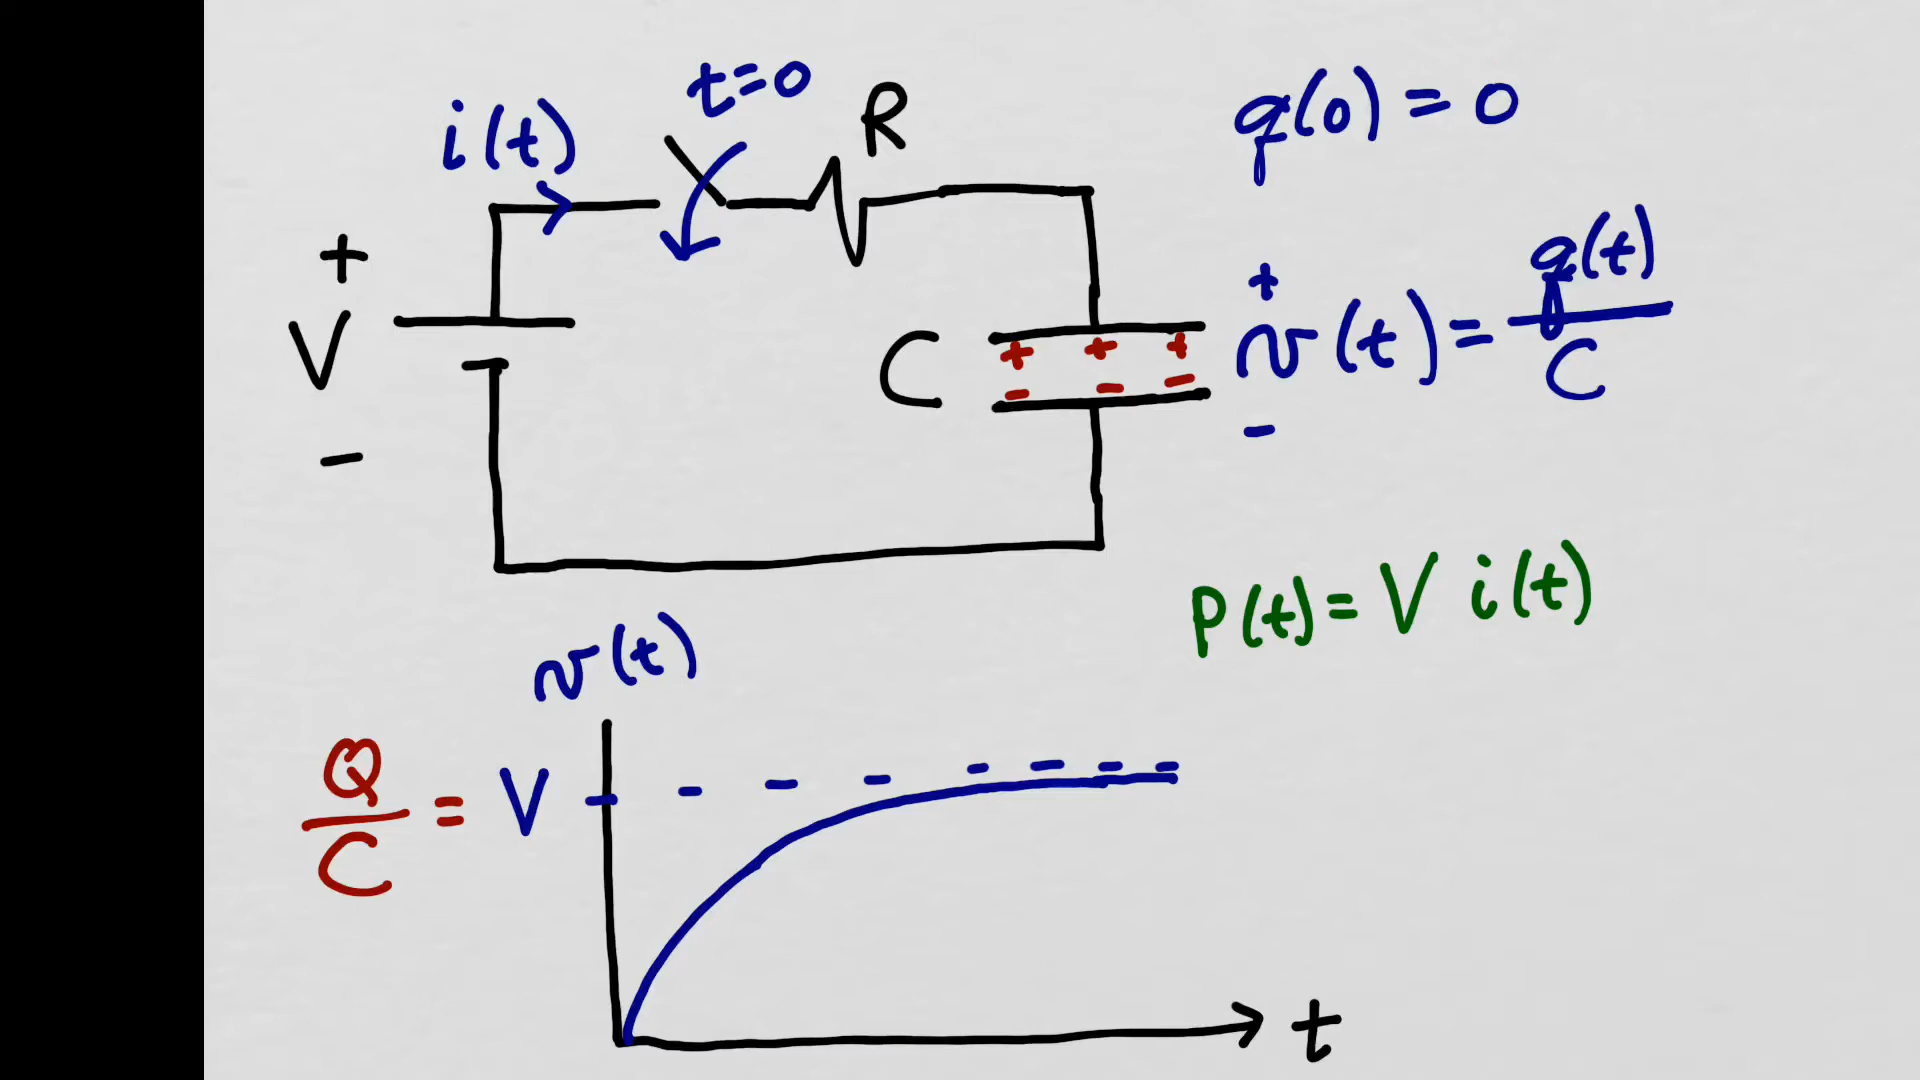 t=0
i(t)
R
q(0) = 0
+
V
-
C
+ + +
- - -
+
v(t) = q(t)/C
-
p(t) = V i(t)
v(t)
Q/C = V
t